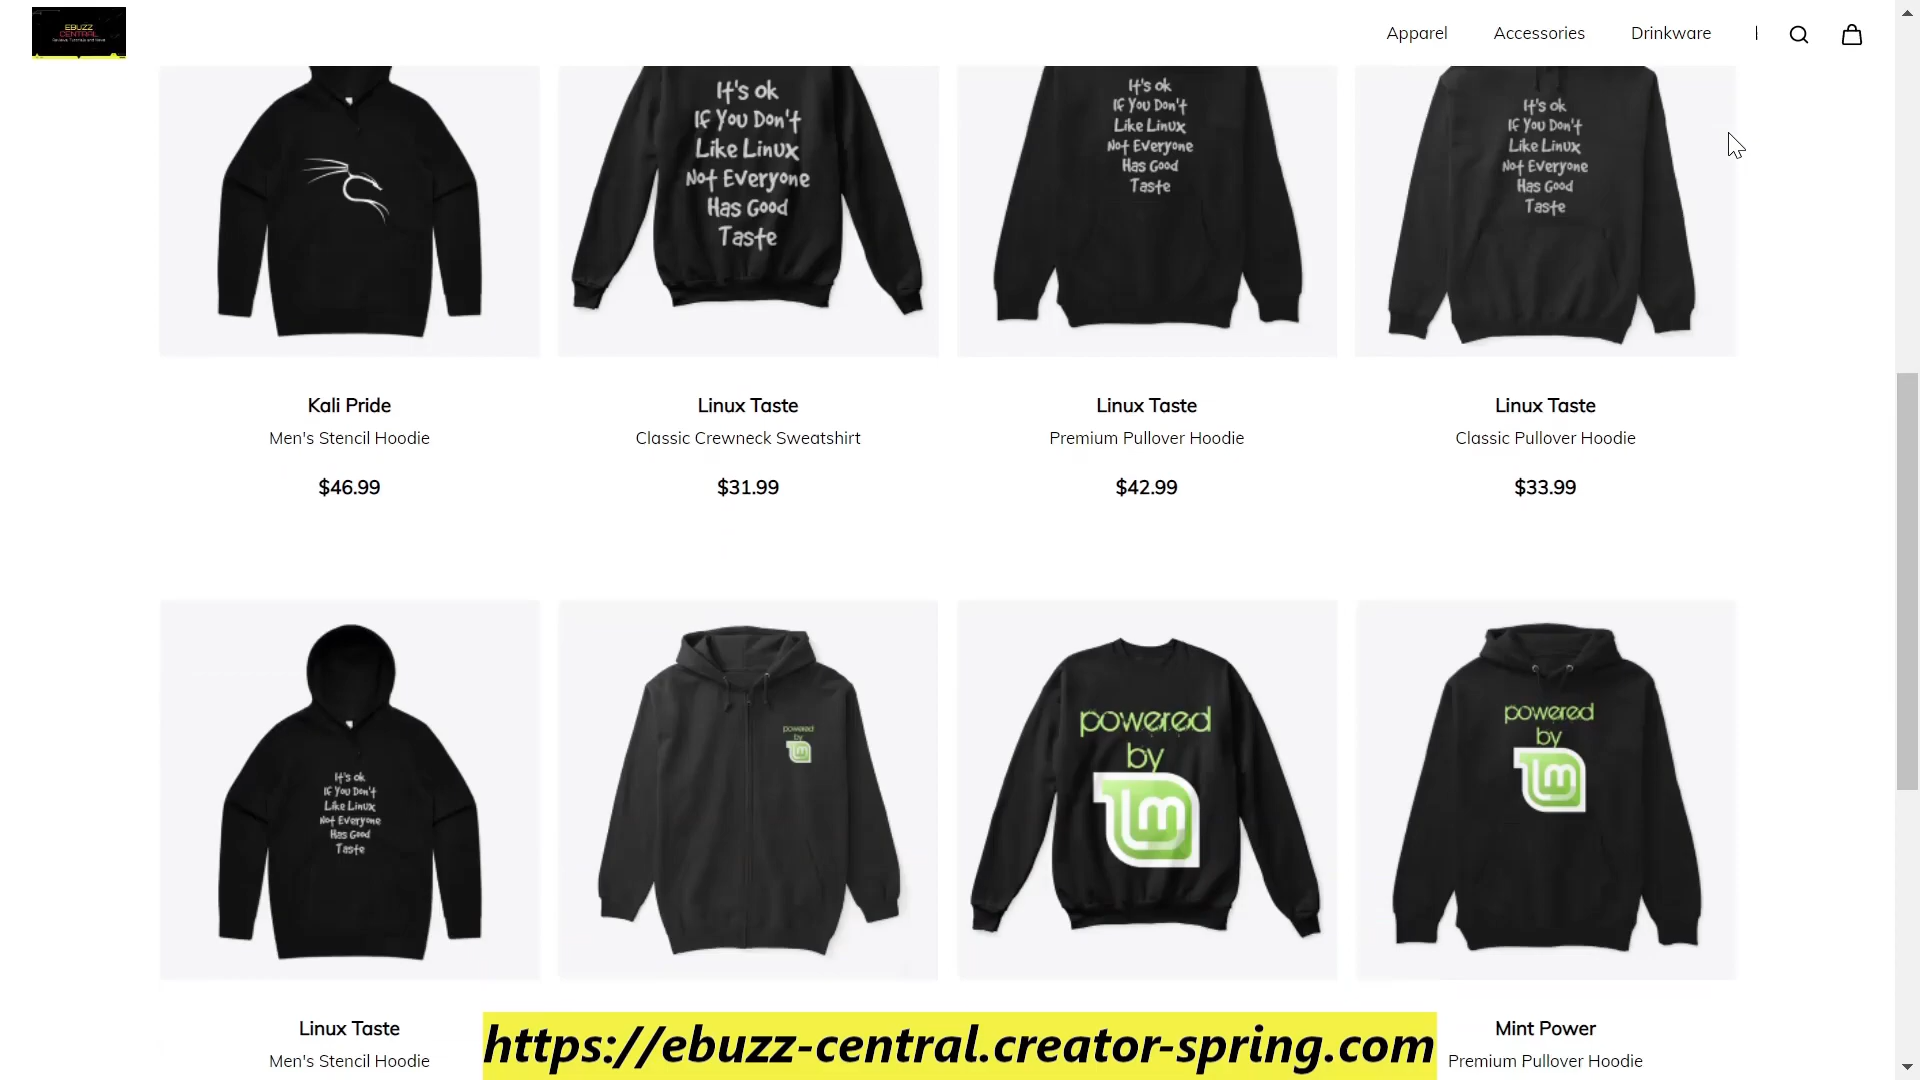 EBUZZ
CENTRAL
Apparel
Accessories
Drinkware
It's ok
If You Don't
Like Linux
Not Everyone
Has Good
Taste
It's ok
If You Don't
Like Linux
Not Everyone
Has Good
Taste
It's ok
If You Don't
Like Linux
Not Everyone
Has Good
Taste
Kali Pride
Men's Stencil Hoodie
$46.99
Linux Taste
Classic Crewneck Sweatshirt
$31.99
Linux Taste
Premium Pullover Hoodie
$42.99
Linux Taste
Classic Pullover Hoodie
$33.99
It's ok
If You Don't
Like Linux
Not Everyone
Has Good
Taste
powered
by
powered
by
powered
by
Linux Taste
Men's Stencil Hoodie
https://ebuzz-central.creator-spring.com
Mint Power
Premium Pullover Hoodie